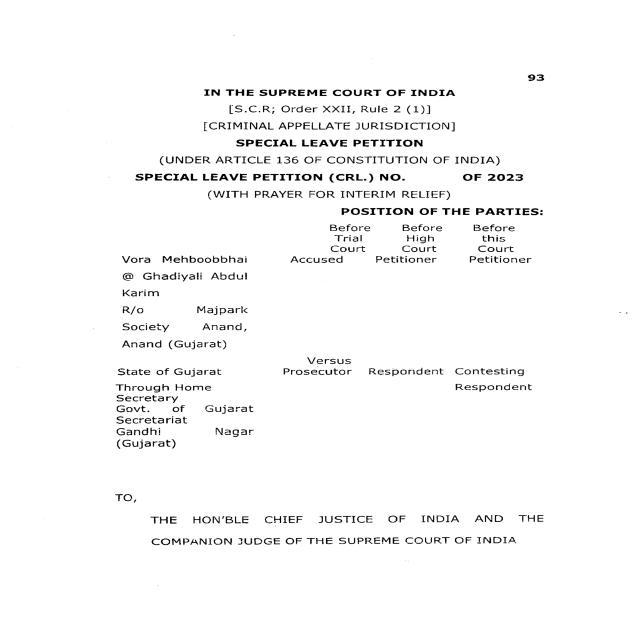 93
IN THE SUPREME COURT OF INDIA
[S.C.R; Order XXII, Rule 2 (1)]
[CRIMINAL APPELLATE JURISDICTION]
SPECIAL LEAVE PETITION
(UNDER ARTICLE 136 OF CONSTITUTION OF INDIA)
SPECIAL LEAVE PETITION (CRL.) NO. OF 2023
(WITH PRAYER FOR INTERIM RELIEF)
POSITION OF THE PARTIES:
Before Before Before
Trial High this
Court Court Court
Vora Mehboobbhai Accused Petitioner Petitioner
@ Ghadiyali Abdul
Karim
R/o Majpark
Society Anand,
Anand (Gujarat)
Versus
State of Gujarat Prosecutor Respondent Contesting
Through Home Respondent
Secretary
Govt. of Gujarat
Secretariat
Gandhi Nagar
(Gujarat)
TO,
THE HON'BLE CHIEF JUSTICE OF INDIA AND THE
COMPANION JUDGE OF THE SUPREME COURT OF INDIA